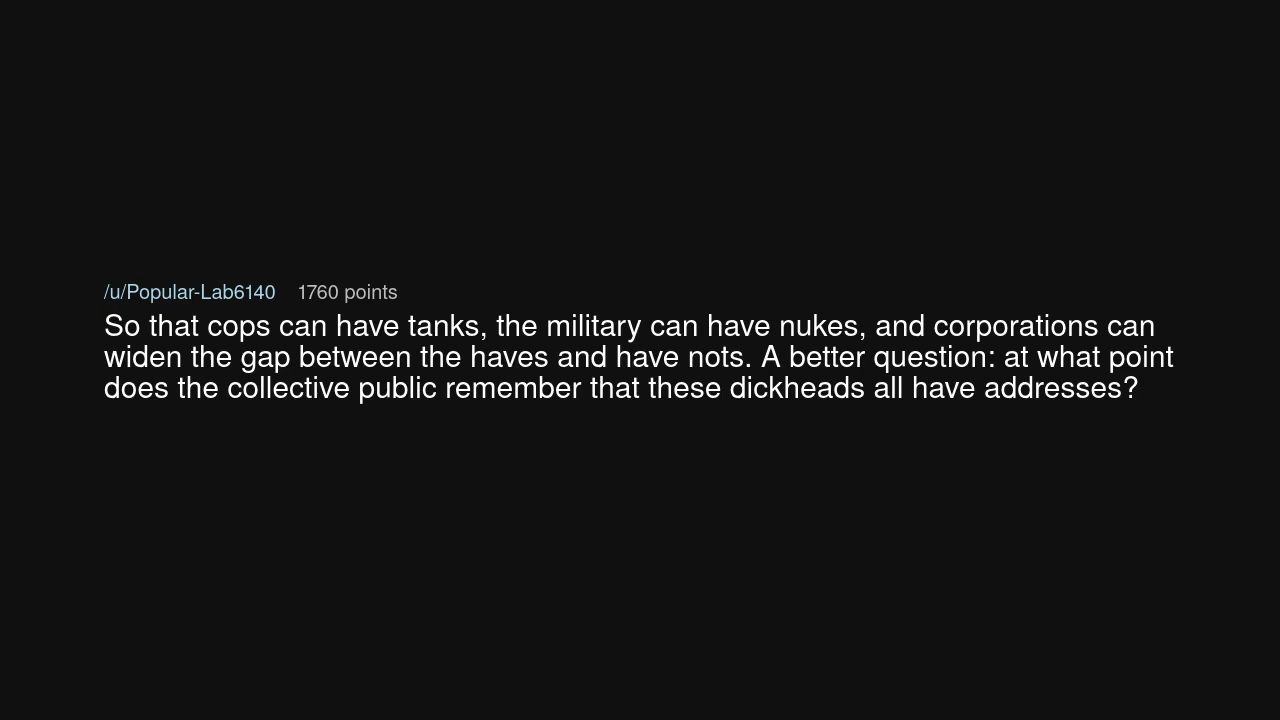 /u/Popular-Lab6140 1760 points
So that cops can have tanks, the military can have nukes, and corporations can
widen the gap between the haves and have nots. A better question: at what point
does the collective public remember that these dickheads all have addresses?